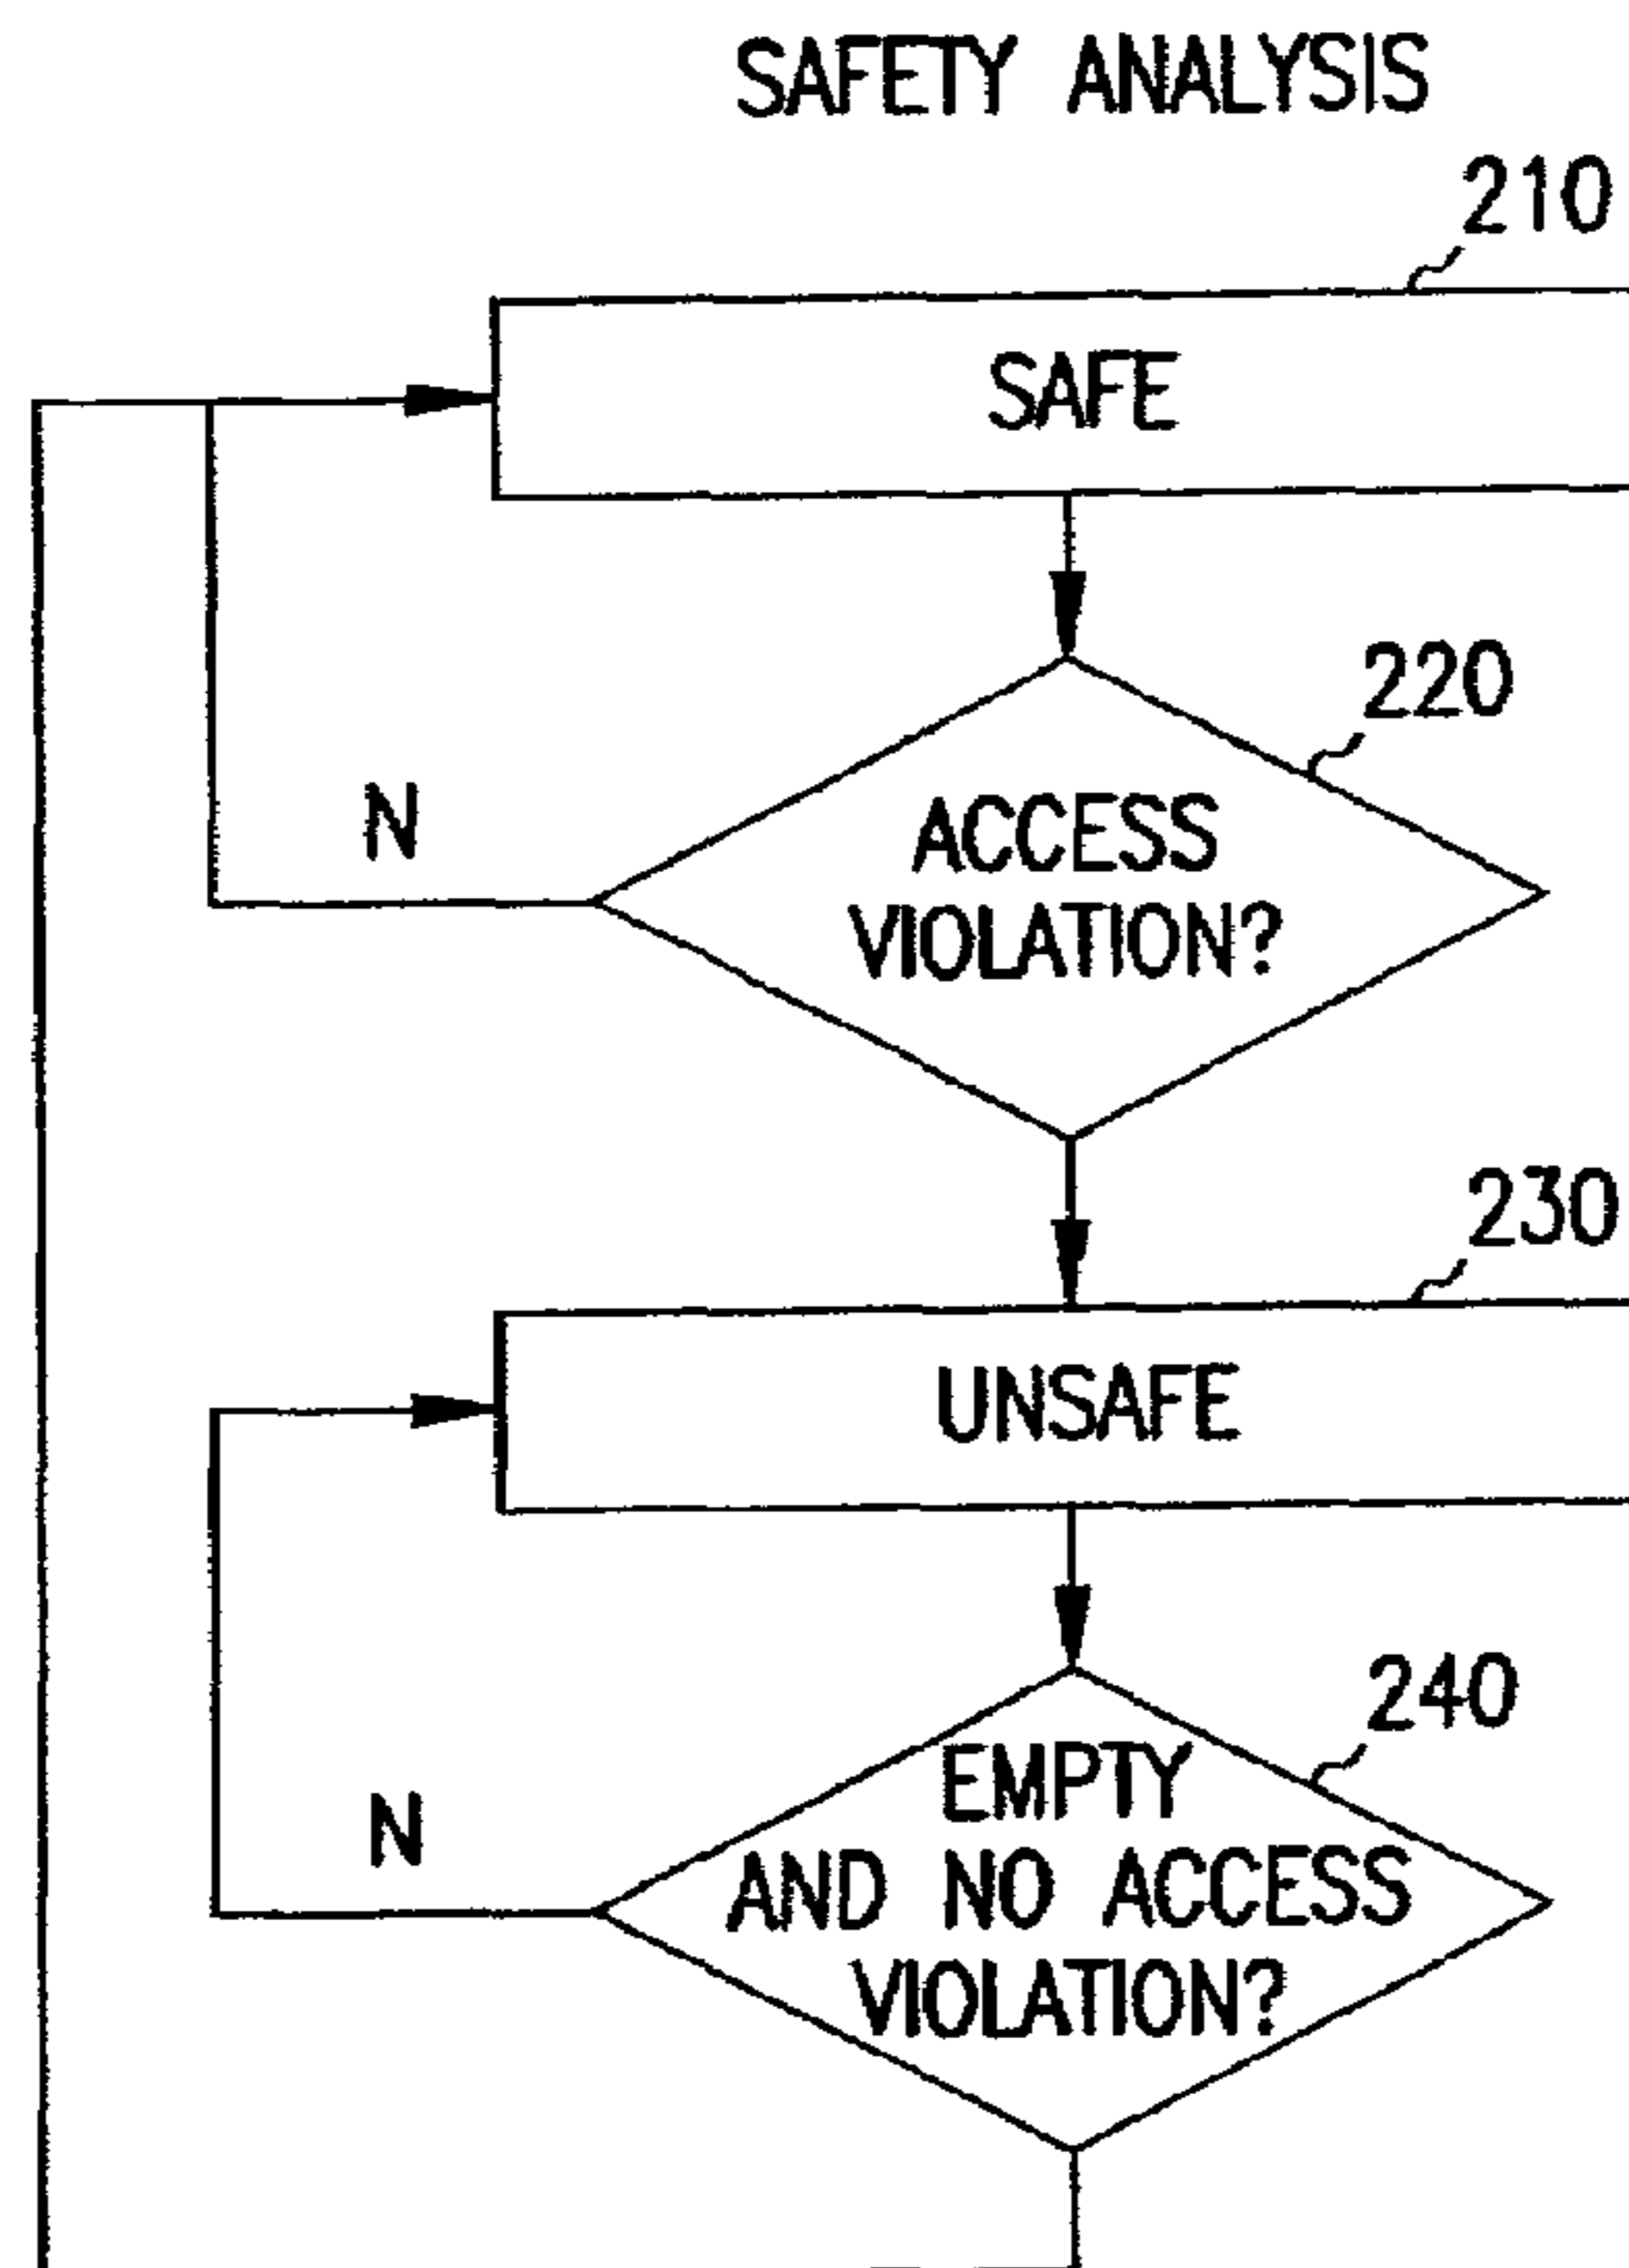 SAFETY ANALYSIS
210
SAFE
220
N
ACCESS
VIOLATION?
230
UNSAFE
240
N
EMPTY
AND NO ACCESS
VIOLATION?